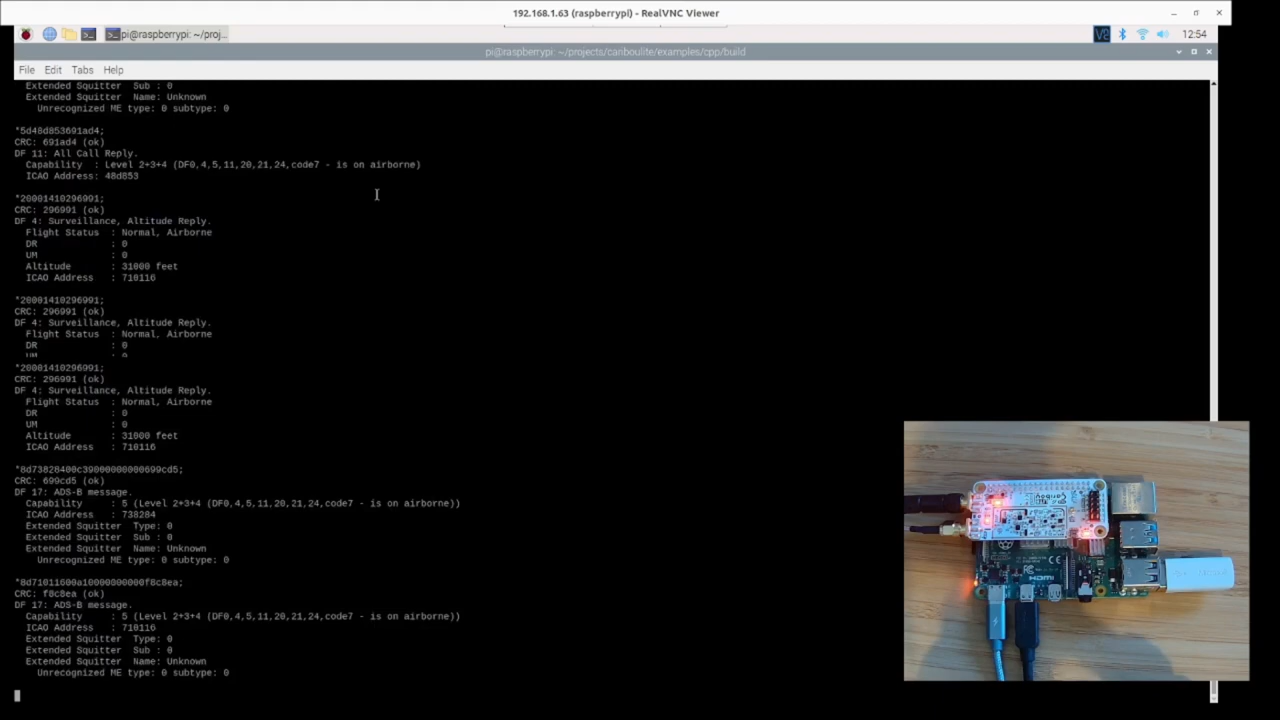 192.168.1.63 (raspberrypi) - RealVNC Viewer
pi@raspberrypi: ~/proj...
12:54
pi@raspberrypi: ~/projects/canboulite/examples/cpp/build
File Edit Tabs Help
Extended Squitter Sub : 0
Extended Squitter Name: Unknown
Unrecognized ME type: 0 subtype: 0
*5d48d853691ad4;
CRC: 691ad4 (ok)
DF 11: All Call Reply.
Capability : Level 2+3+4 (DF0,4,5,11,20,21,24,code7 - is on airborne)
ICAO Address: 48d853
*20001410296991;
CRC: 296991 (ok)
DF 4: Surveillance, Altitude Reply.
Flight Status : Normal, Airborne
DR : 0
UM : 0
Altitude : 31000 feet
ICAO Address : 710116
*20001410296991;
CRC: 296991 (ok)
DF 4: Surveillance, Altitude Reply.
Flight Status : Normal, Airborne
DR : 0
UM : 0
*20001410296991;
CRC: 296991 (ok)
DF 4: Surveillance, Altitude Reply.
Flight Status : Normal, Airborne
DR : 0
UM : 0
Altitude : 31000 feet
ICAO Address : 710116
*8d73828400c39000000000699cd5;
CRC: 699cd5 (ok)
DF 17: ADS-B message.
Capability : 5 (Level 2+3+4 (DF0,4,5,11,20,21,24,code7 - is on airborne))
ICAO Address : 738284
Extended Squitter Type: 0
Extended Squitter Sub : 0
Extended Squitter Name: Unknown
Unrecognized ME type: 0 subtype: 0
*8d71011600a10000000000f8c8ea;
CRC: f8c8ea (ok)
DF 17: ADS-B message.
Capability : 5 (Level 2+3+4 (DF0,4,5,11,20,21,24,code7 - is on airborne))
ICAO Address : 710116
Extended Squitter Type: 0
Extended Squitter Sub : 0
Extended Squitter Name: Unknown
Unrecognized ME type: 0 subtype: 0
HDMI